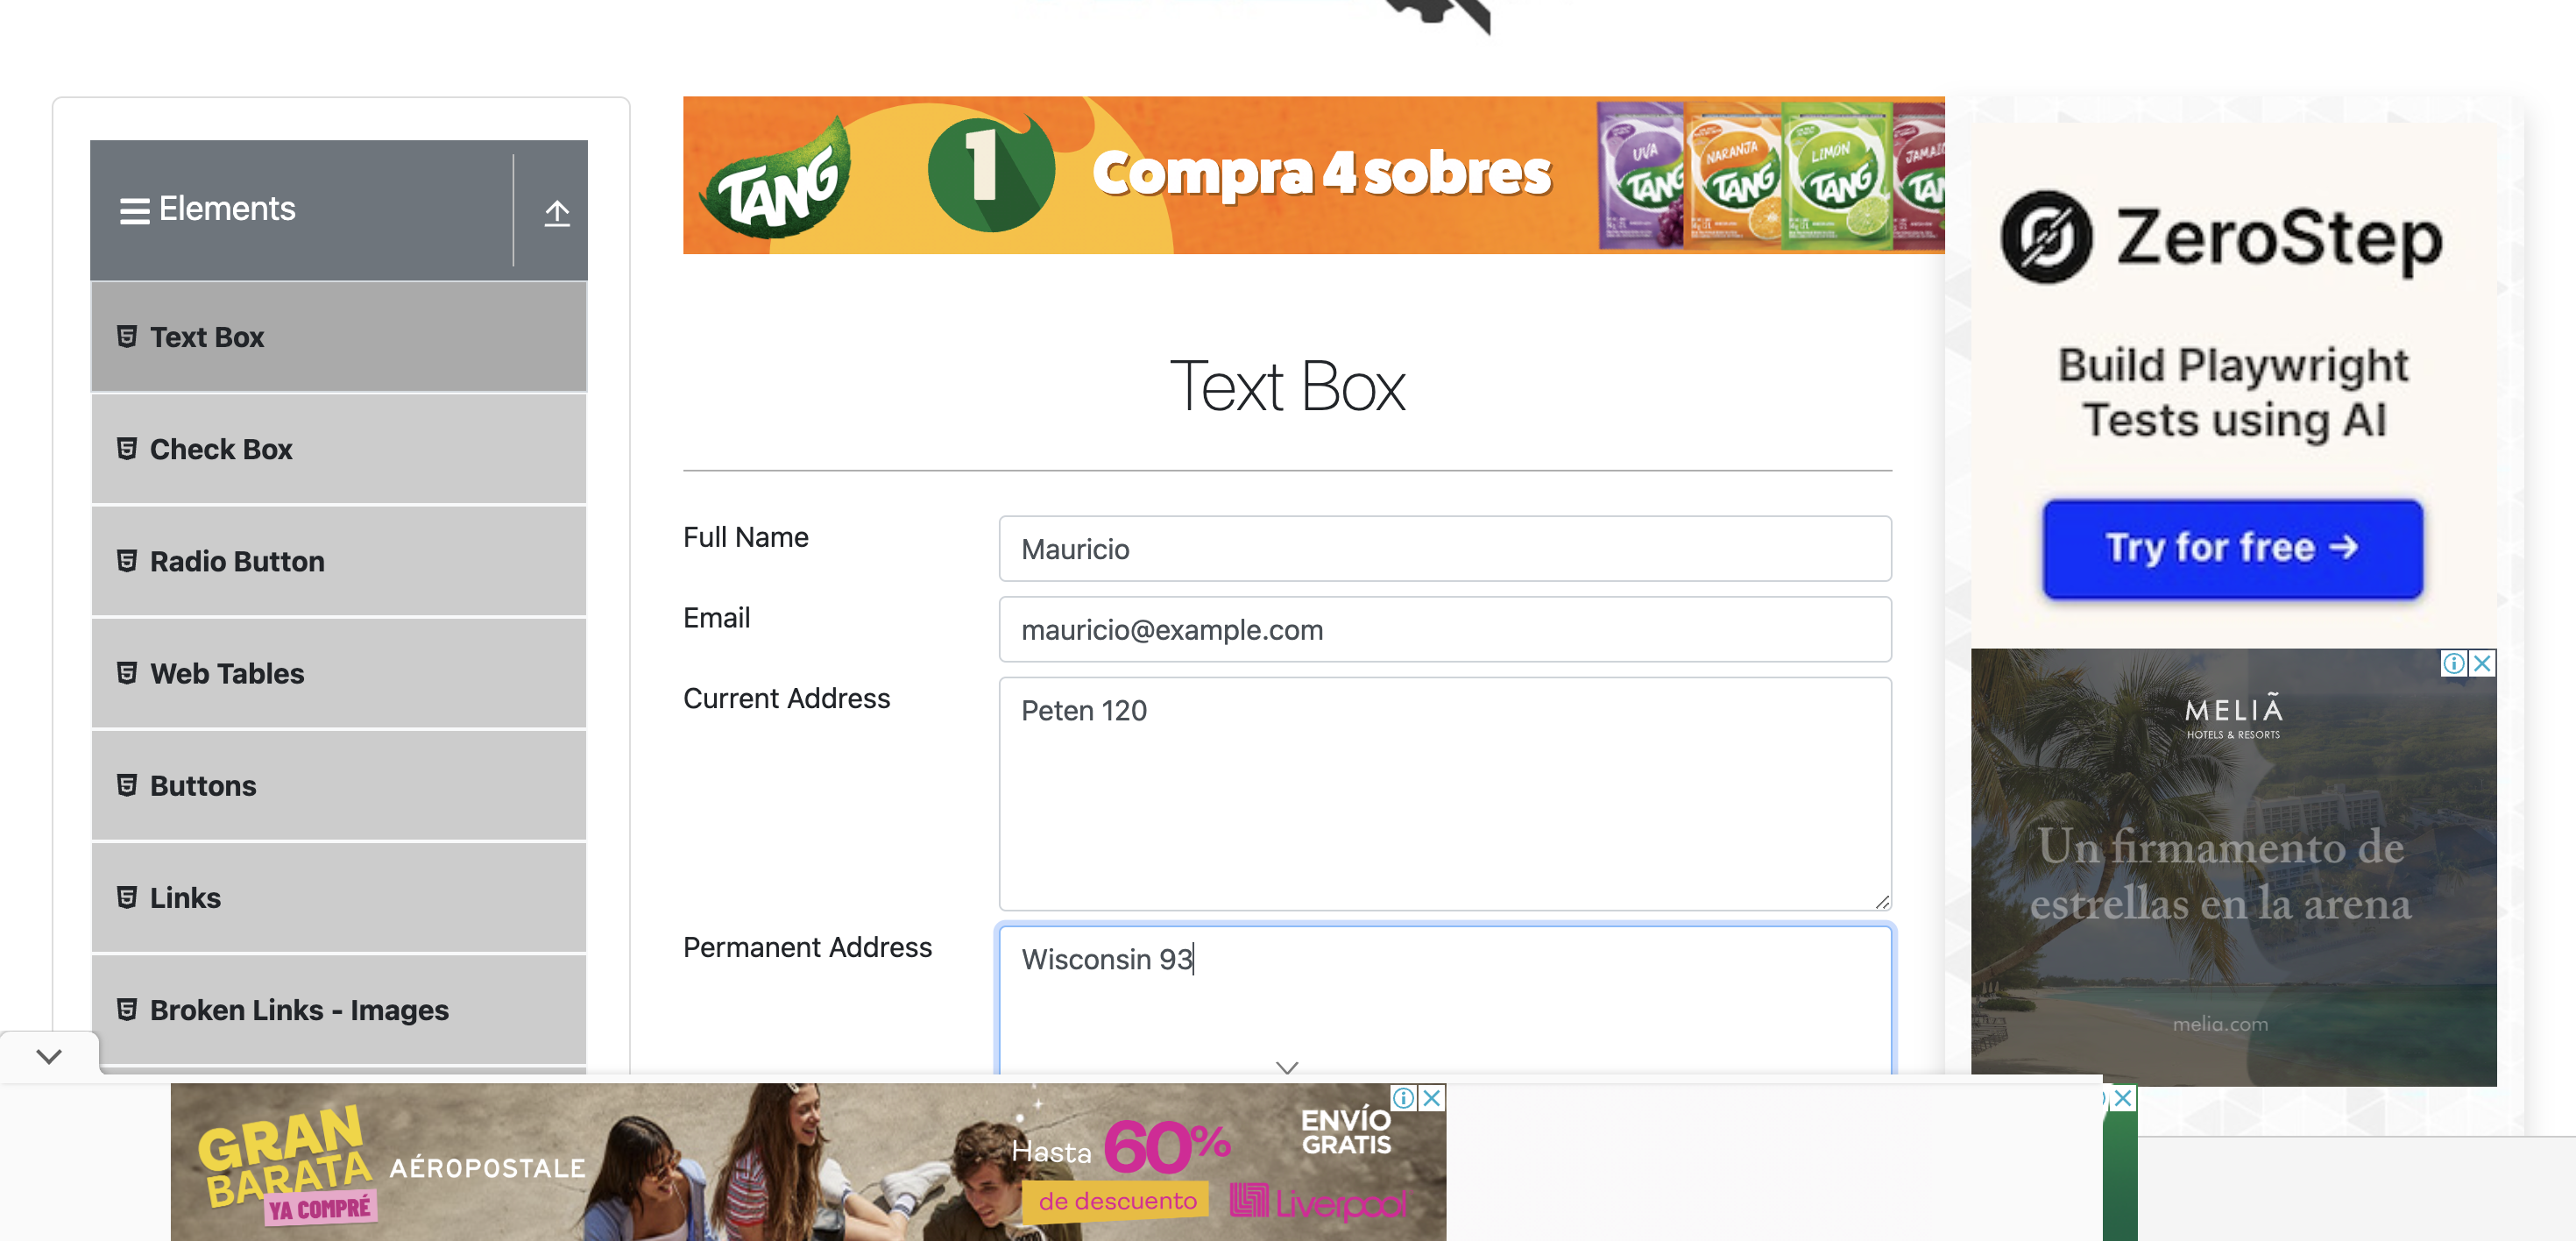 Elements
Text Box
Check Box
Radio Button
Web Tables
Buttons
Links
Broken Links - Images
TANG
1
Compra 4 sobres
UVA
TANG
NARANJA
TANG
LIMON
TANG
Text Box
Full Name
Mauricio
Email
mauricio@example.com
Current Address
Peten 120
Permanent Address
Wisconsin 93
ZeroStep
Build Playwright
Tests using AI
Try for free →
MELIÃ
HOTELS & RESORTS
Un firmamento de
estrellas en la arena
melia.com
GRAN
BARATA
YA COMPRÉ
AÉROPOSTALE
Hasta 60%
de descuento
ENVÍO
GRATIS
Liverpool